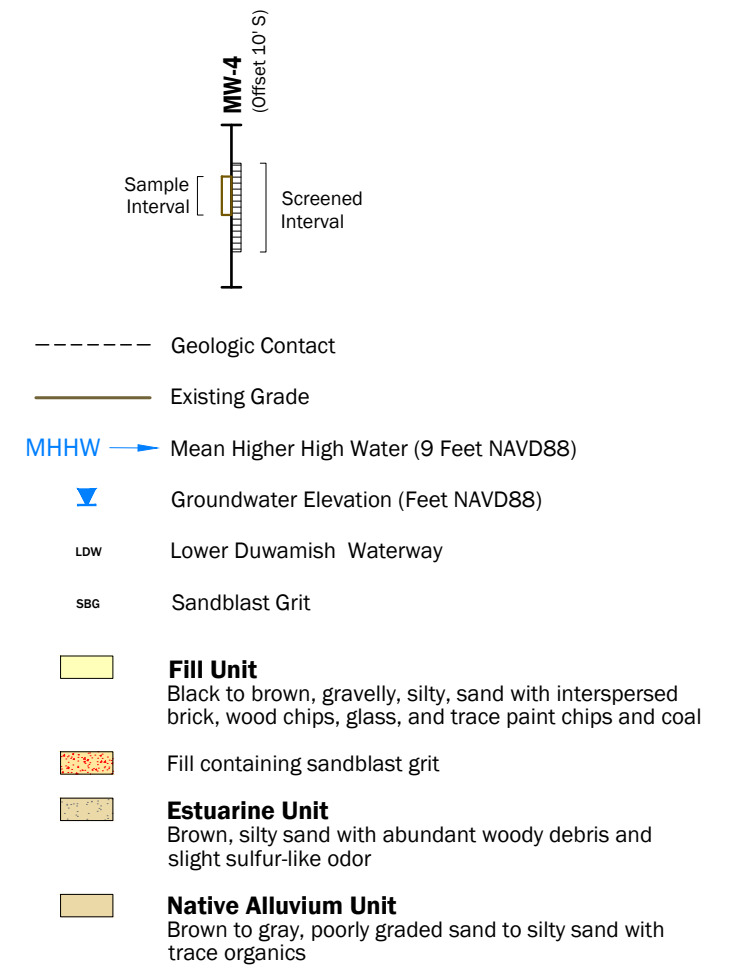 MW-4
(Offset 10' S)
Sample
Interval
Screened
Interval
Geologic Contact
Existing Grade
MHHW Mean Higher High Water (9 Feet NAVD88)
Groundwater Elevation (Feet NAVD88)
LDW Lower Duwamish Waterway
SBG Sandblast Grit
Fill Unit
Black to brown, gravelly, silty, sand with interspersed
brick, wood chips, glass, and trace paint chips and coal
Fill containing sandblast grit
Estuarine Unit
Brown, silty sand with abundant woody debris and
slight sulfur-like odor
Native Alluvium Unit
Brown to gray, poorly graded sand to silty sand with
trace organics